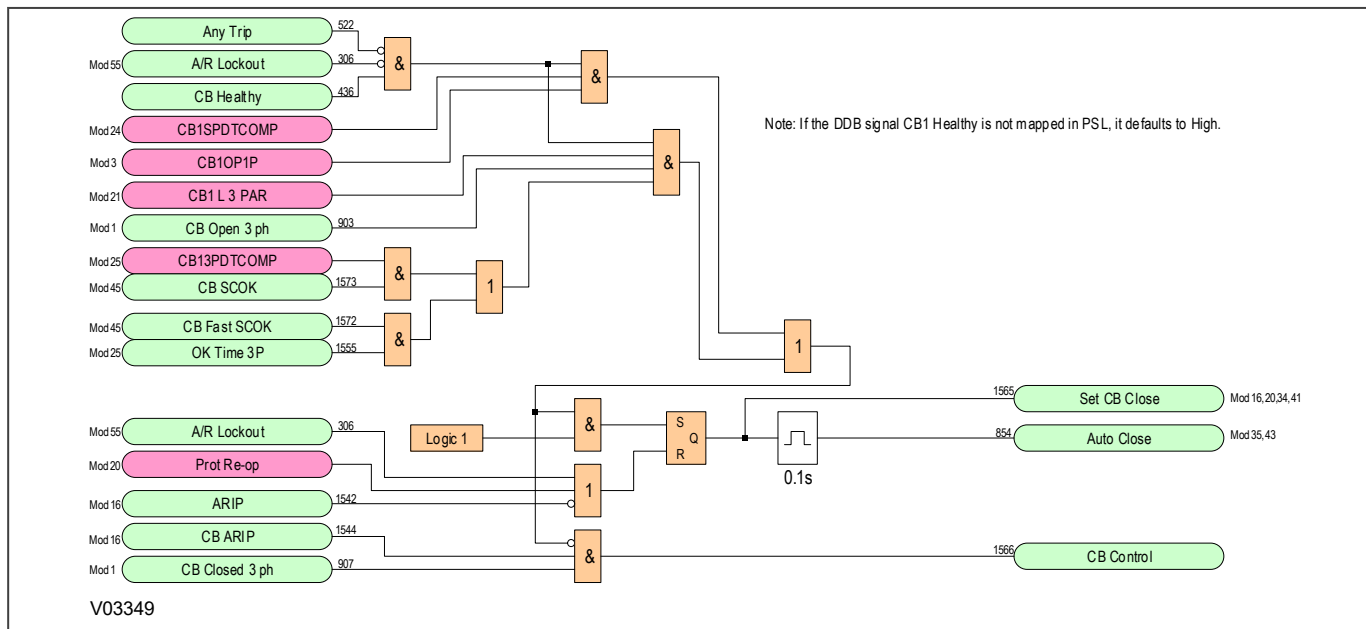 Any Trip
522
Mod 55
A/R Lockout
306
CB Healthy
436
&
&
Mod 24
CB1SPDTCOMP
Note: If the DDB signal CB1 Healthy is not mapped in PSL, it defaults to High.
Mod 3
CB1OP1P
&
Mod 21
CB1 L 3 PAR
Mod 1
CB Open 3 ph
903
Mod 25
CB13PDTCOMP
&
1
Mod 45
CB SCOK
1573
Mod 45
CB Fast SCOK
1572
&
Mod 25
OK Time 3P
1555
1
1565
Set CB Close
Mod 16,20,34,41
Mod 55
A/R Lockout
306
Logic 1
&
S
Q
R
0.1s
854
Auto Close
Mod 35, 43
Mod 20
Prot Re-op
1
Mod 16
ARIP
1542
Mod 16
CB ARIP
1544
&
1566
CB Control
Mod 1
CB Closed 3 ph
907
V03349